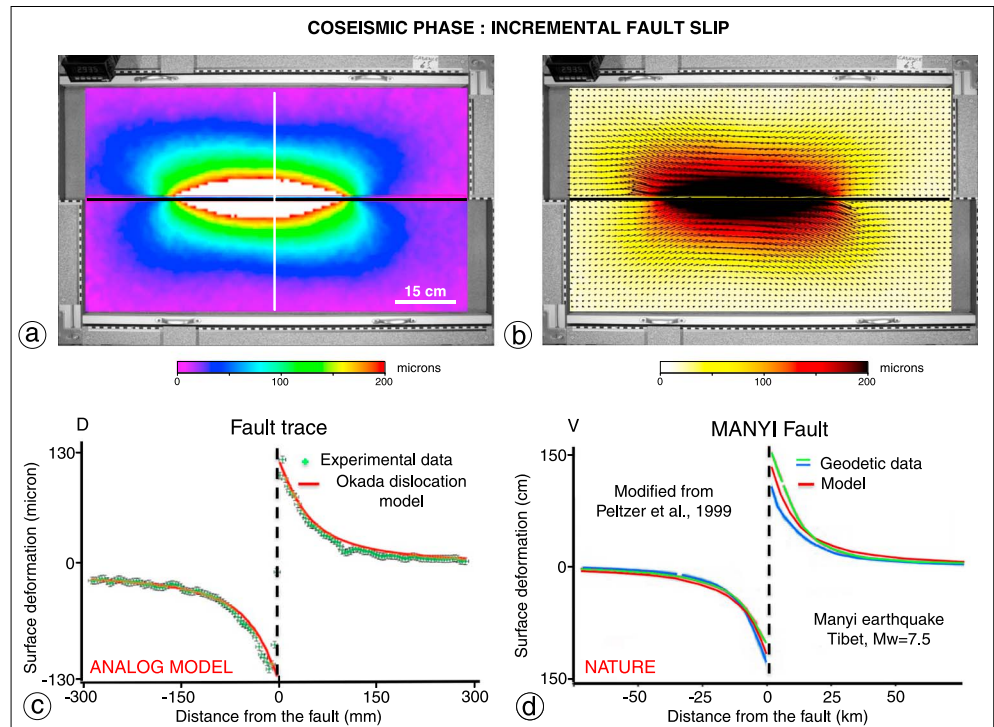 COSEISMIC PHASE : INCREMENTAL FAULT SLIP
15 cm
a
b
0 100 200 microns
0 100 200 microns
D
Fault trace
130
0
-130
Surface deformation (micron)
Experimental data
Okada dislocation
model
ANALOG MODEL
-300 -150 0 150 300
Distance from the fault (mm)
c
V
MANYI Fault
150
0
150
Surface deformation (cm)
Geodetic data
Model
Modified from
Peltzer et al., 1999
Manyi earthquake
Tibet, Mw=7.5
NATURE
-50 -25 0 25 50
Distance from the fault (km)
d